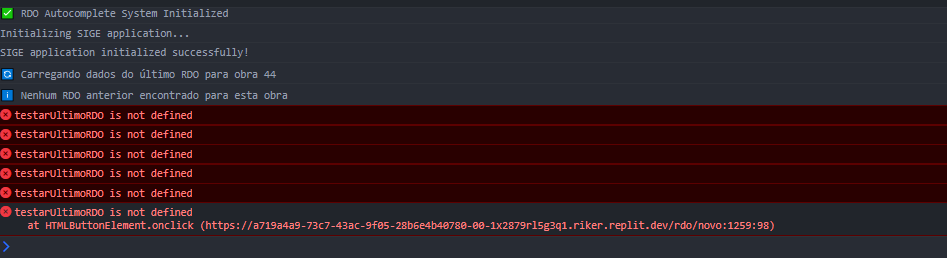 RDO Autocomplete System Initialized
Initializing SIGE application...
SIGE application initialized successfully!
Carregando dados do último RDO para obra 44
Nenhum RDO anterior encontrado para esta obra
testarUltimoRDO is not defined
testarUltimoRDO is not defined
testarUltimoRDO is not defined
testarUltimoRDO is not defined
testarUltimoRDO is not defined
testarUltimoRDO is not defined
at HTMLButtonElement.onclick (https://a719a4a9-73c7-43ac-9f05-28b6e4b40780-00-1x2879rl5g3q1.riker.replit.dev/rdo/novo:1259:98)